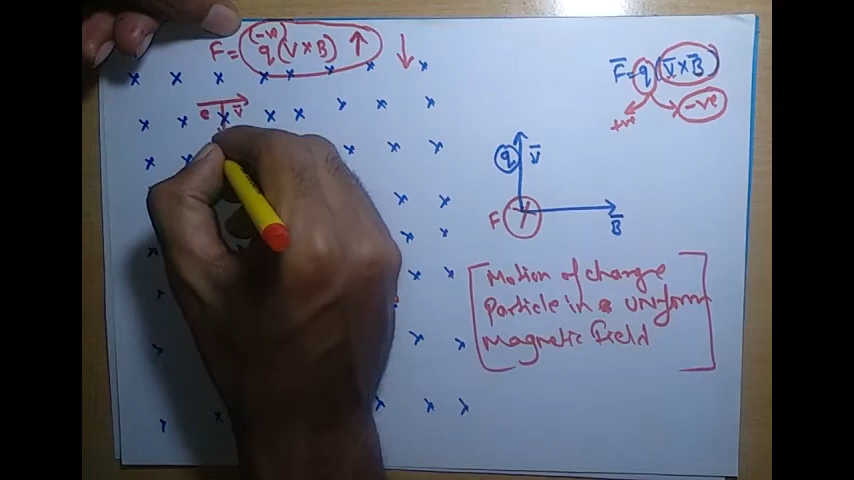 F = (-ve) q (V × B) ↑ ↓
F̅ = q (V̅ × B̅)
+ve -ve
e V̅
q V̅
F
B̅
[Motion of charge
Particle in a uniform
Magnetic field]